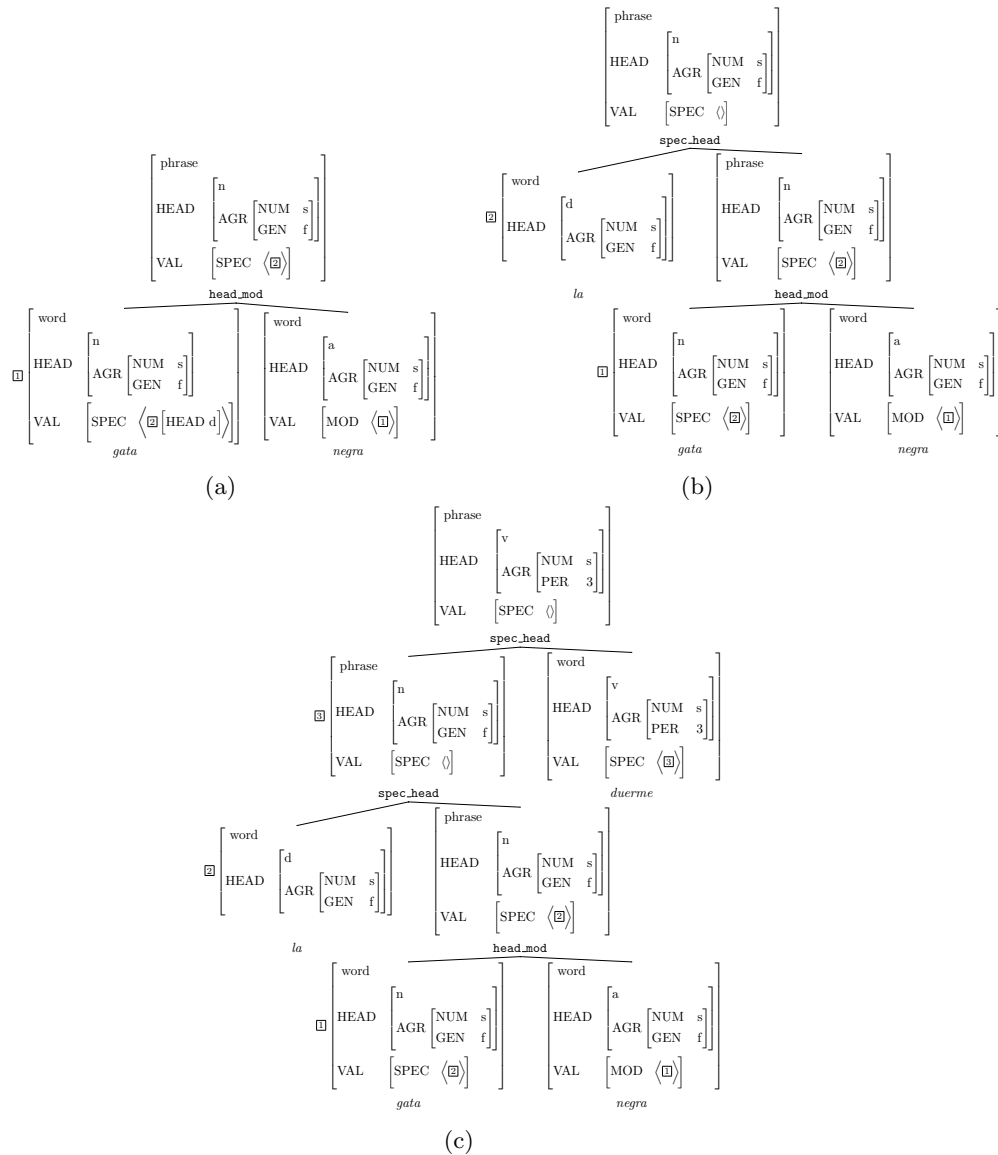 phrase
n
HEAD AGR NUM s
GEN f
VAL SPEC ⟨⟩
spec_head
2 word
d
HEAD AGR NUM s
GEN f
la
phrase
n
HEAD AGR NUM s
GEN f
VAL SPEC ⟨2⟩
head_mod
1 word
n
HEAD AGR NUM s
GEN f
VAL SPEC ⟨2⟩
gata
word
a
HEAD AGR NUM s
GEN f
VAL MOD ⟨1⟩
negra
phrase
n
HEAD AGR NUM s
GEN f
VAL SPEC ⟨2⟩
head_mod
1 word
n
HEAD AGR NUM s
GEN f
VAL SPEC ⟨2 [HEAD d]⟩
gata
word
a
HEAD AGR NUM s
GEN f
VAL MOD ⟨1⟩
negra
(a)
(b)
phrase
v
HEAD AGR NUM s
PER 3
VAL SPEC ⟨⟩
spec_head
3 phrase
n
HEAD AGR NUM s
GEN f
VAL SPEC ⟨⟩
word
v
HEAD AGR NUM s
PER 3
VAL SPEC ⟨3⟩
duerme
spec_head
2 word
d
HEAD AGR NUM s
GEN f
la
phrase
n
HEAD AGR NUM s
GEN f
VAL SPEC ⟨2⟩
head_mod
1 word
n
HEAD AGR NUM s
GEN f
VAL SPEC ⟨2⟩
gata
word
a
HEAD AGR NUM s
GEN f
VAL MOD ⟨1⟩
negra
(c)